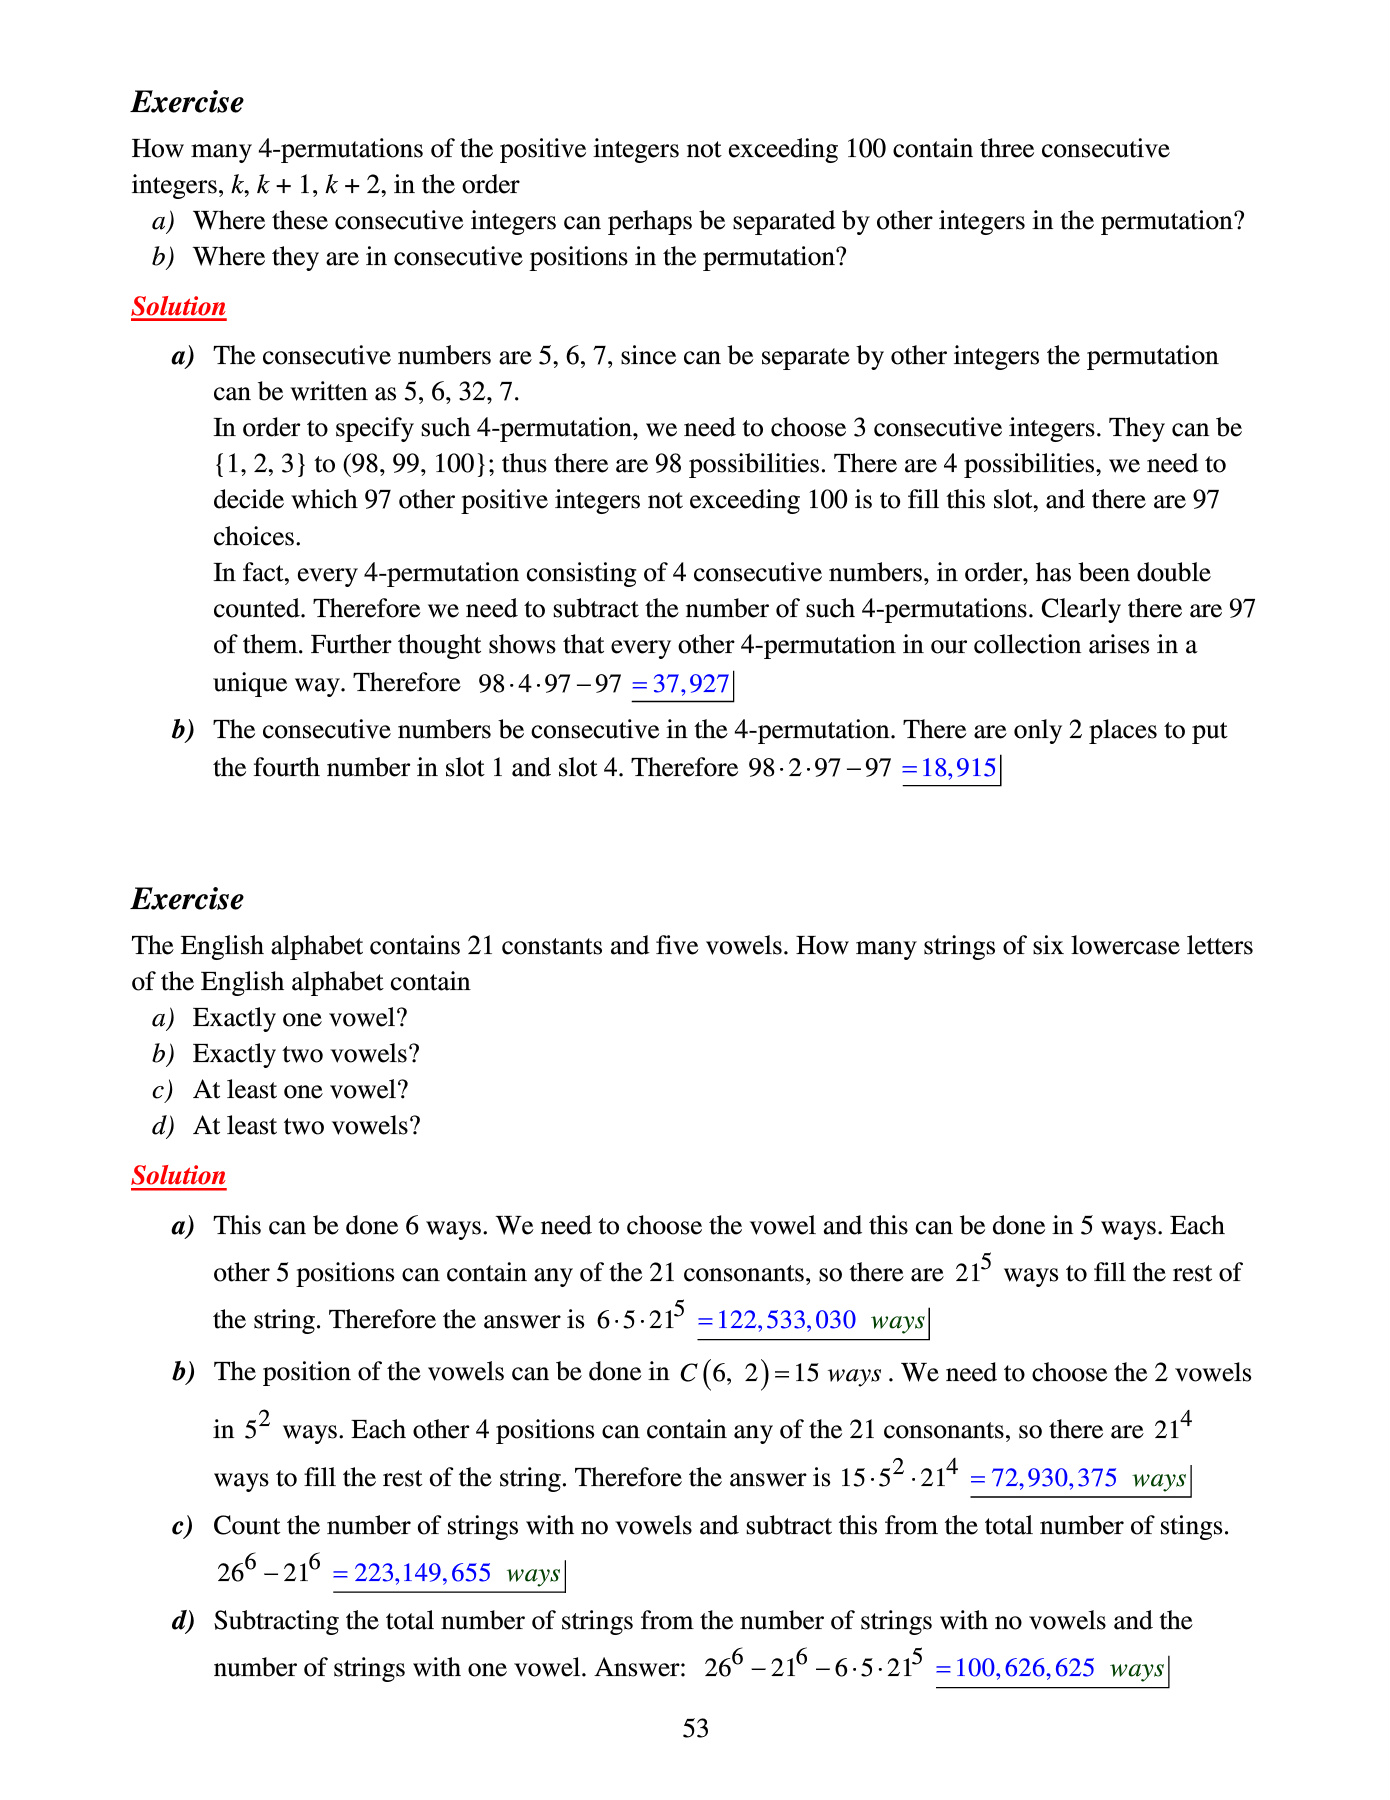 Exercise
How many 4-permutations of the positive integers not exceeding 100 contain three consecutive
integers, k, k + 1, k + 2, in the order
a) Where these consecutive integers can perhaps be separated by other integers in the permutation?
b) Where they are in consecutive positions in the permutation?
Solution
a) The consecutive numbers are 5, 6, 7, since can be separate by other integers the permutation
can be written as 5, 6, 32, 7.
In order to specify such 4-permutation, we need to choose 3 consecutive integers. They can be
{1, 2, 3} to (98, 99, 100}; thus there are 98 possibilities. There are 4 possibilities, we need to
decide which 97 other positive integers not exceeding 100 is to fill this slot, and there are 97
choices.
In fact, every 4-permutation consisting of 4 consecutive numbers, in order, has been double
counted. Therefore we need to subtract the number of such 4-permutations. Clearly there are 97
of them. Further thought shows that every other 4-permutation in our collection arises in a
unique way. Therefore 98·4·97−97 =37,927
b) The consecutive numbers be consecutive in the 4-permutation. There are only 2 places to put
the fourth number in slot 1 and slot 4. Therefore 98·2·97−97 =18,915
Exercise
The English alphabet contains 21 constants and five vowels. How many strings of six lowercase letters
of the English alphabet contain
a) Exactly one vowel?
b) Exactly two vowels?
c) At least one vowel?
d) At least two vowels?
Solution
a) This can be done 6 ways. We need to choose the vowel and this can be done in 5 ways. Each
other 5 positions can contain any of the 21 consonants, so there are 21^5 ways to fill the rest of
the string. Therefore the answer is 6·5·21^5 =122,533,030 ways
b) The position of the vowels can be done in C(6, 2)=15 ways . We need to choose the 2 vowels
in 5^2 ways. Each other 4 positions can contain any of the 21 consonants, so there are 21^4
ways to fill the rest of the string. Therefore the answer is 15·5^2·21^4 = 72,930,375 ways
c) Count the number of strings with no vowels and subtract this from the total number of stings.
26^6 − 21^6 = 223,149,655 ways
d) Subtracting the total number of strings from the number of strings with no vowels and the
number of strings with one vowel. Answer: 26^6 − 21^6 − 6·5·21^5 =100,626,625 ways
53